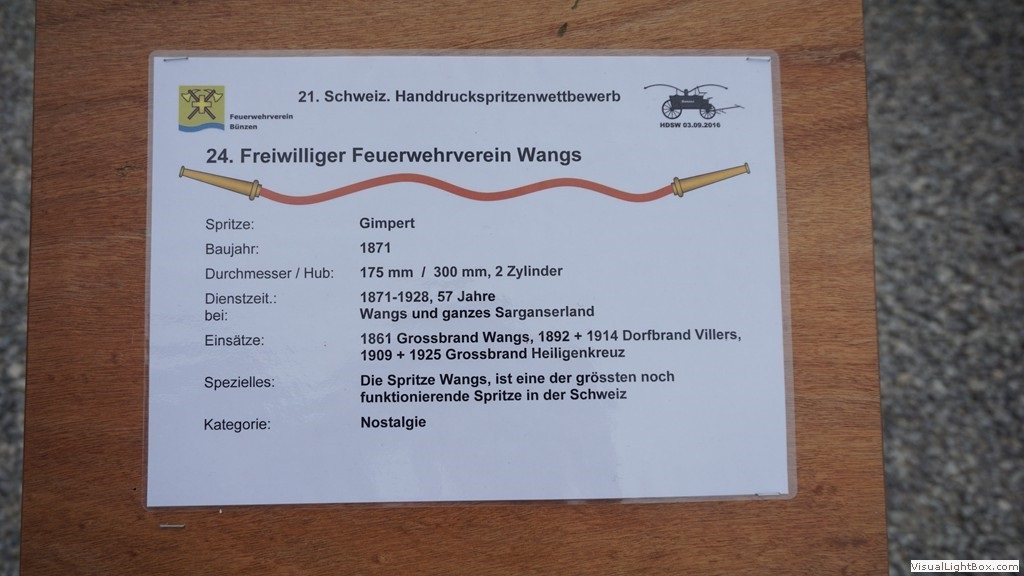 21. Schweiz. Handdruckspritzenwettbewerb
Feuerwehrverein
Bünzen
HDSW 03.09.2016
24. Freiwilliger Feuerwehrverein Wangs
Spritze: Gimpert
Baujahr: 1871
Durchmesser / Hub: 175 mm / 300 mm, 2 Zylinder
Dienstzeit.: 1871-1928, 57 Jahre
bei: Wangs und ganzes Sarganserland
Einsätze: 1861 Grossbrand Wangs, 1892 + 1914 Dorfbrand Villers,
1909 + 1925 Grossbrand Heiligenkreuz
Spezielles: Die Spritze Wangs, ist eine der grössten noch
funktionierende Spritze in der Schweiz
Kategorie: Nostalgie
VisualLightBox.com